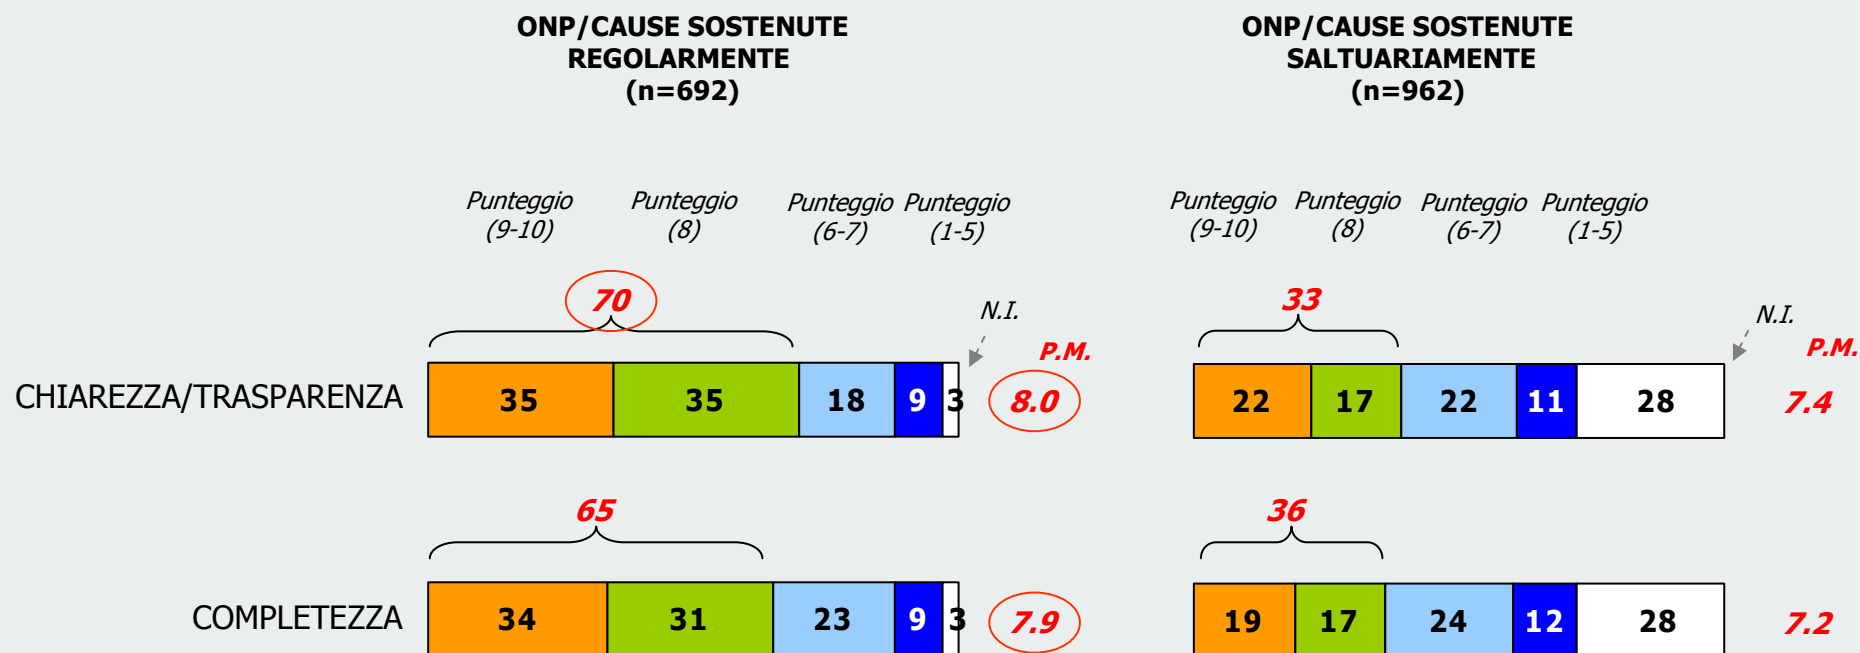 ONP/CAUSE SOSTENUTE
REGOLARMENTE
(n=692)
ONP/CAUSE SOSTENUTE
SALTUARIAMENTE
(n=962)
Punteggio Punteggio Punteggio Punteggio
(9-10) (8) (6-7) (1-5)
Punteggio Punteggio Punteggio Punteggio
(9-10) (8) (6-7) (1-5)
70 N.I. P.M.
33 N.I. P.M.
CHIAREZZA/TRASPARENZA 35 35 18 9 3 8.0 22 17 22 11 28 7.4
65 36
COMPLETEZZA 34 31 23 9 3 7.9 19 17 24 12 28 7.2